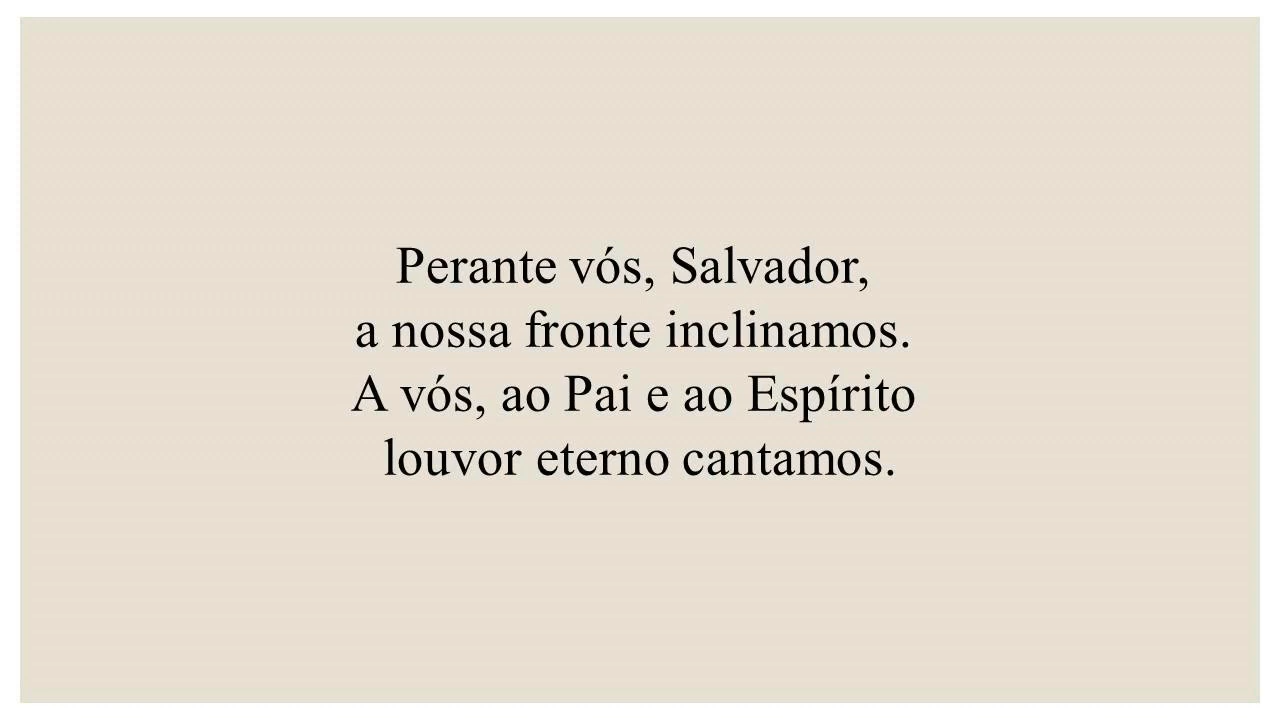 Perante vós, Salvador,
a nossa fronte inclinamos.
A vós, ao Pai e ao Espírito
louvor eterno cantamos.